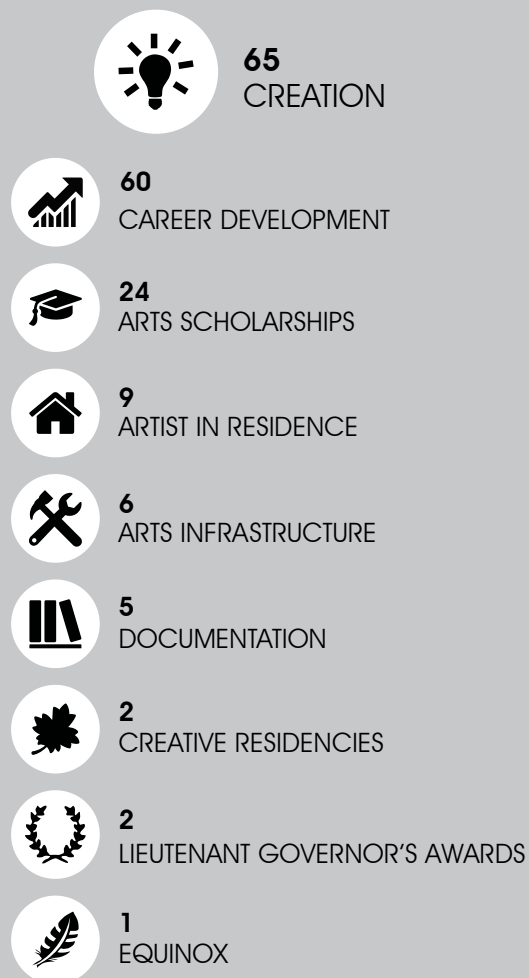 65
CREATION
60
CAREER DEVELOPMENT
24
ARTS SCHOLARSHIPS
9
ARTIST IN RESIDENCE
6
ARTS INFRASTRUCTURE
5
DOCUMENTATION
2
CREATIVE RESIDENCIES
2
LIEUTENANT GOVERNOR'S AWARDS
1
EQUINOX